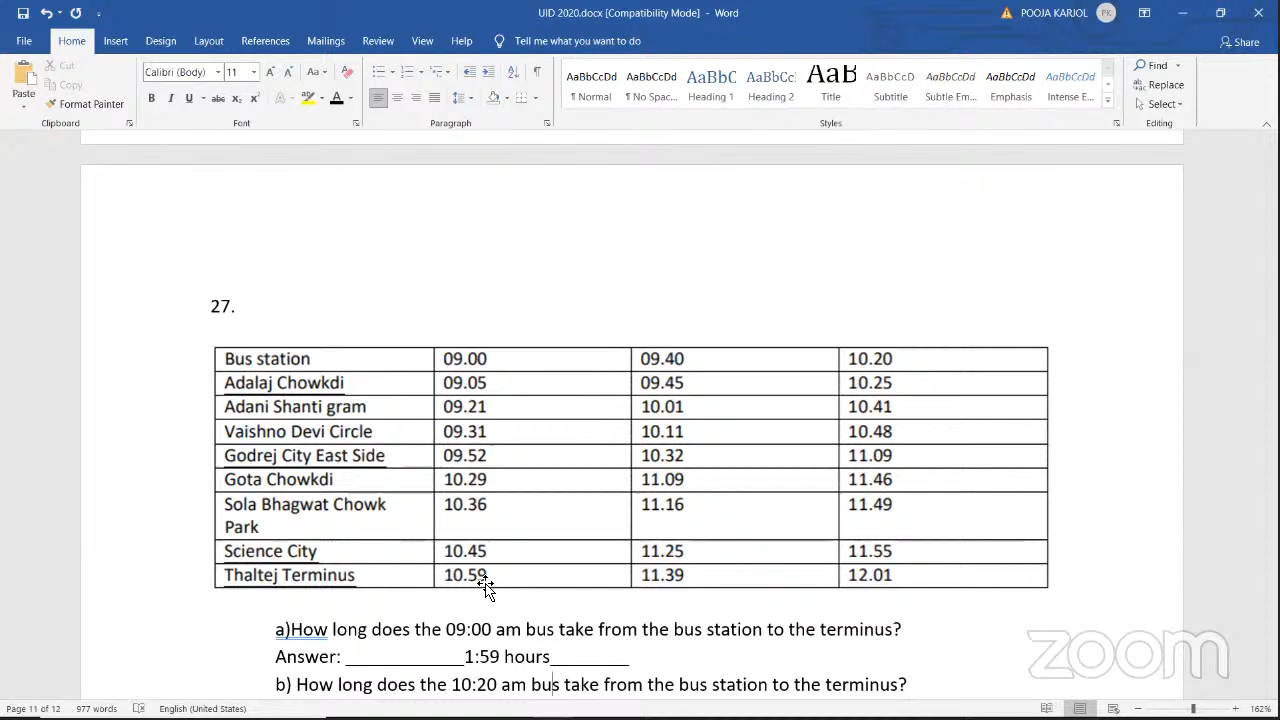 UID 2020.docx [Compatibility Mode] - Word
POOJA KARJOL PK
File Home Insert Design Layout References Mailings Review View Help Tell me what you want to do Share
Paste Cut Copy Format Painter
Calibri (Body) 11
AaBbCcDd AaBbCcDd AaBbC AaBbCc AaB AaBbCcD AaBbCcDd AaBbCcDd AaBbCcDd
¶ Normal ¶ No Spac... Heading 1 Heading 2 Title Subtitle Subtle Em... Emphasis Intense E...
Find Replace Select
Clipboard Font Paragraph Styles Editing
27.
Bus station 09.00 09.40 10.20
Adalaj Chowkdi 09.05 09.45 10.25
Adani Shanti gram 09.21 10.01 10.41
Vaishno Devi Circle 09.31 10.11 10.48
Godrej City East Side 09.52 10.32 11.09
Gota Chowkdi 10.29 11.09 11.46
Sola Bhagwat Chowk 10.36 11.16 11.49
Park
Science City 10.45 11.25 11.55
Thaltej Terminus 10.59 11.39 12.01
a)How long does the 09:00 am bus take from the bus station to the terminus?
Answer: ____________1:59 hours________
b) How long does the 10:20 am bus take from the bus station to the terminus?
zoom
Page 11 of 12 977 words English (United States) 162%